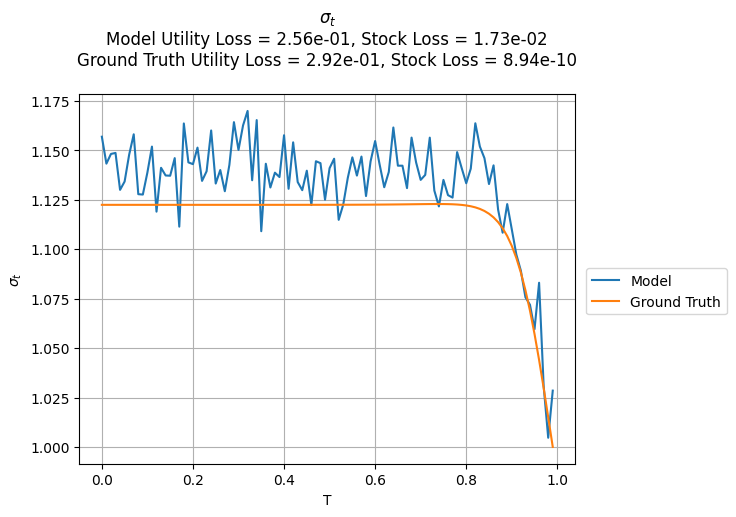 σₜ
Model Utility Loss = 2.56e-01, Stock Loss = 1.73e-02
Ground Truth Utility Loss = 2.92e-01, Stock Loss = 8.94e-10
1.175
1.150
1.125
1.100
1.075
1.050
1.025
1.000
σₜ
0.0 0.2 0.4 0.6 0.8 1.0
T
Model
Ground Truth